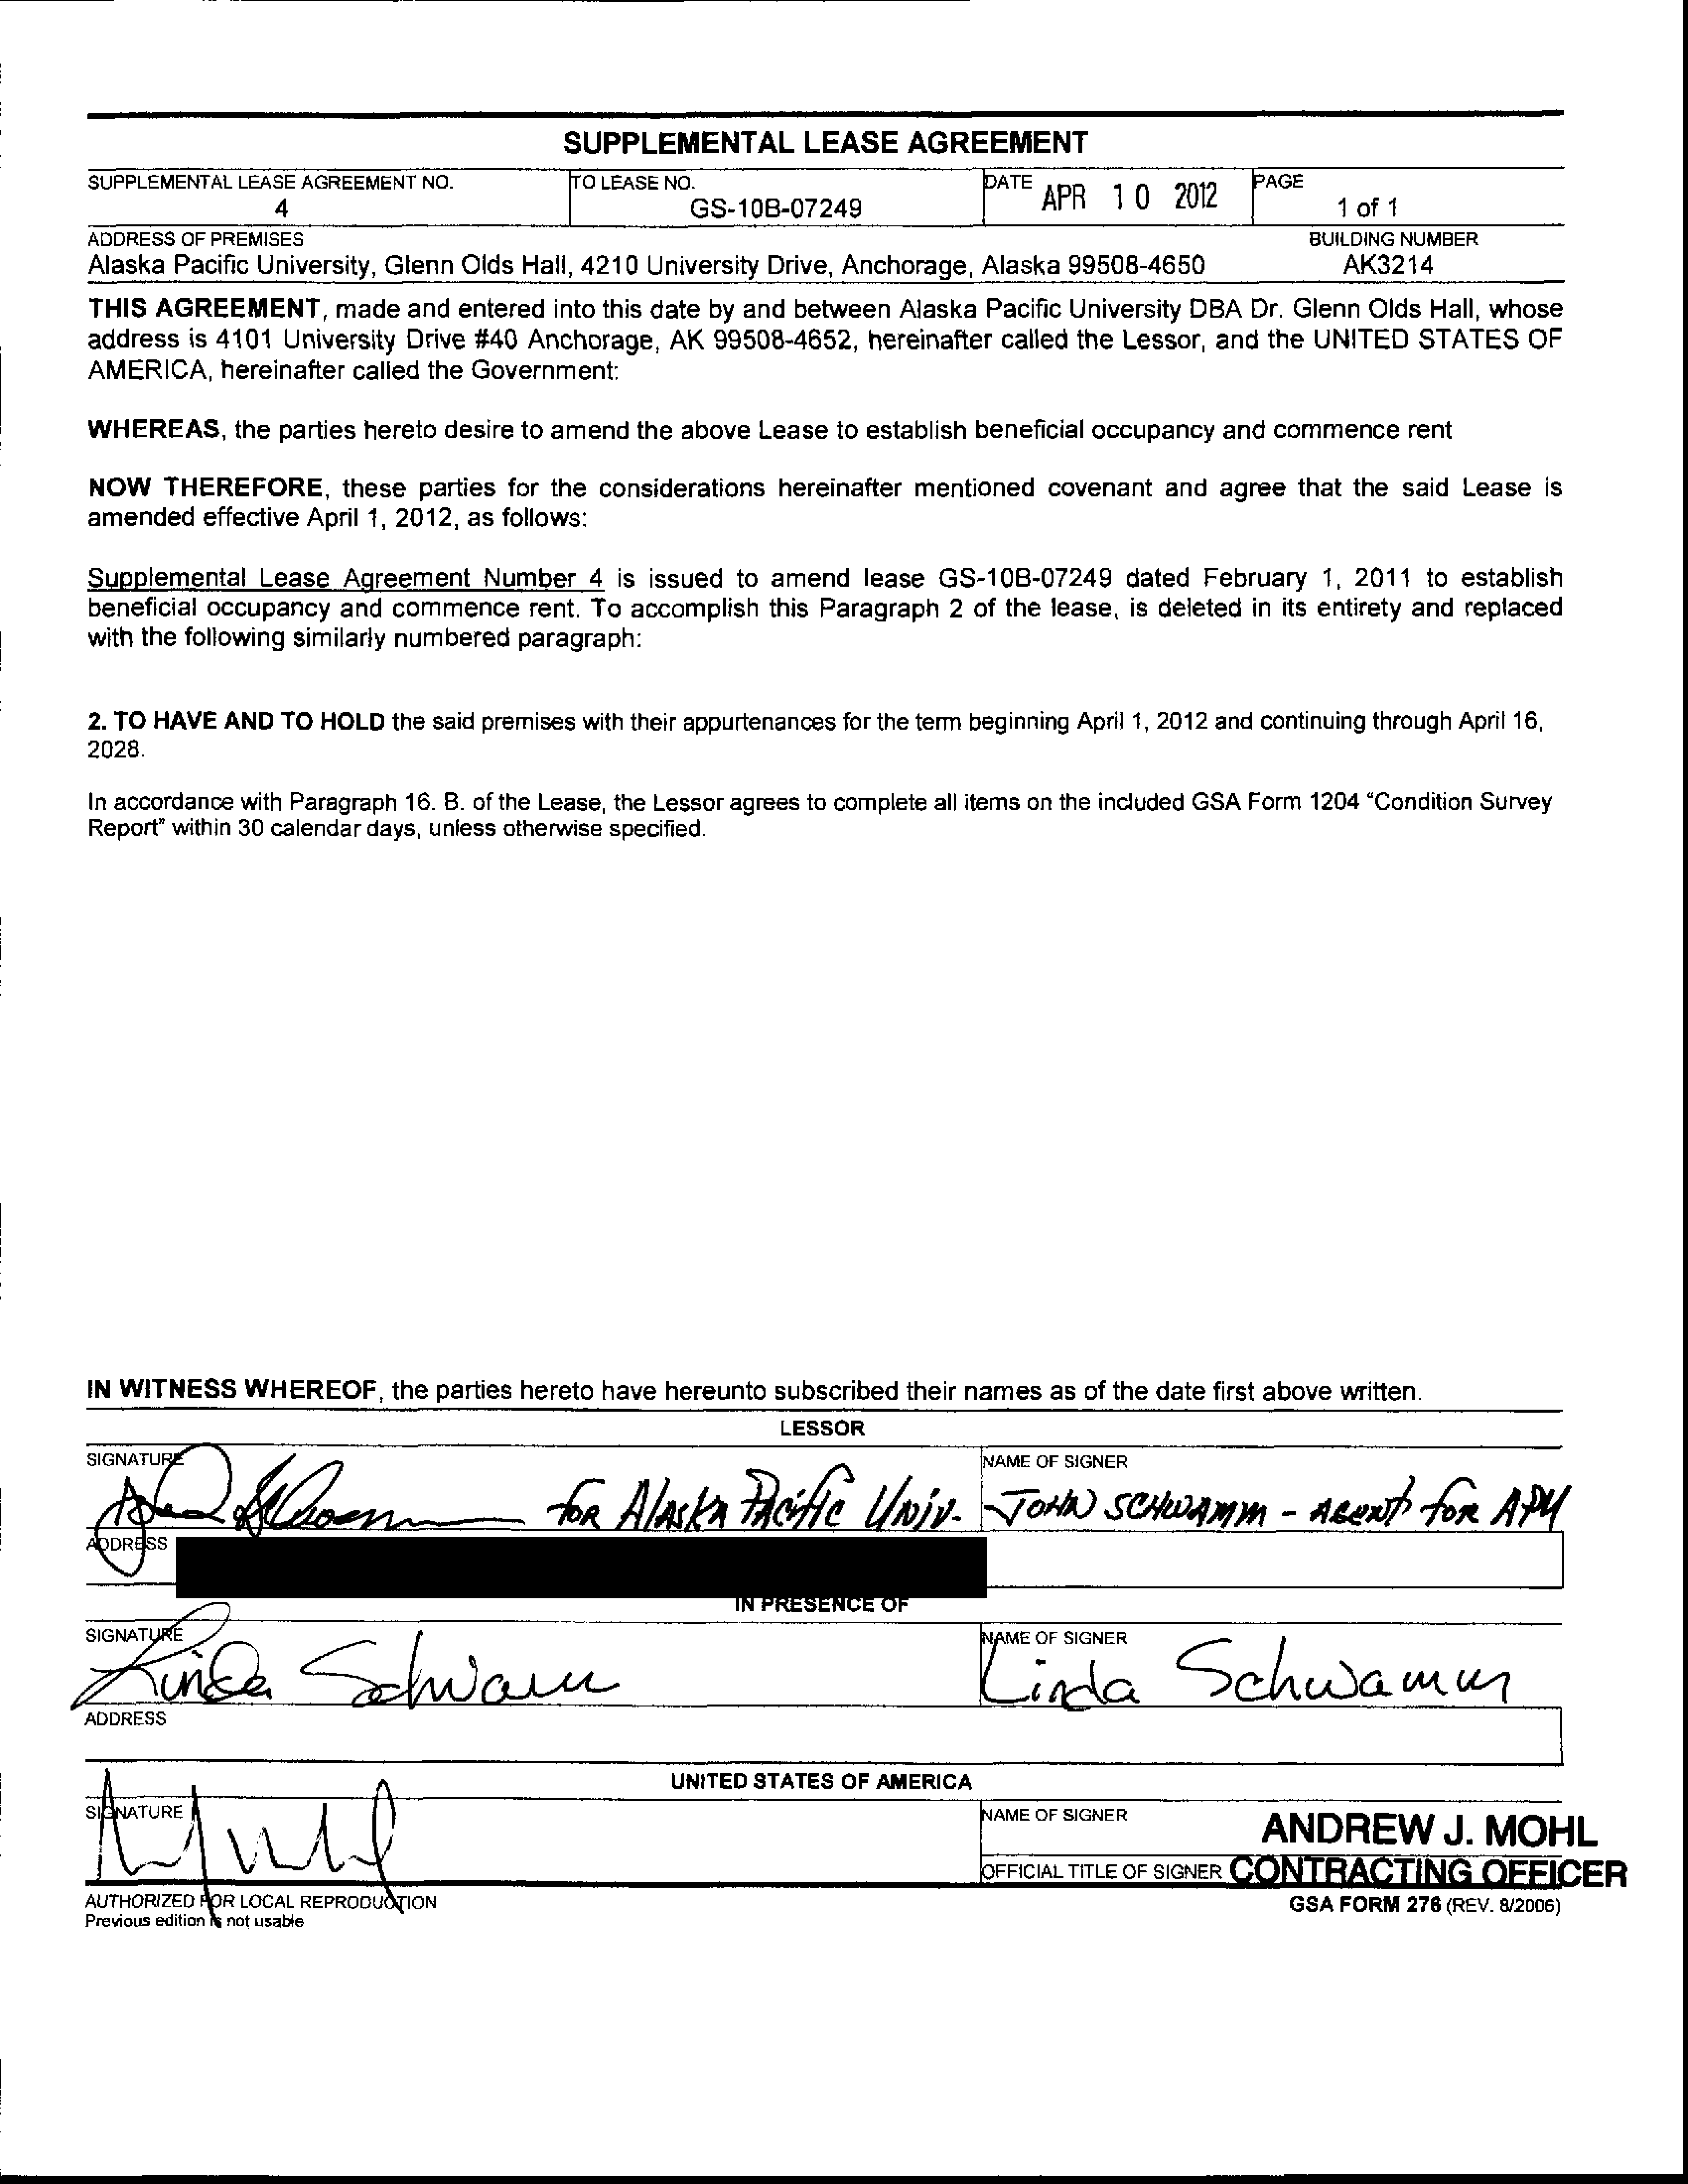 SUPPLEMENTAL LEASE AGREEMENT
SUPPLEMENTAL LEASE AGREEMENT NO.
4
TO LEASE NO.
GS-10B-07249
DATE APR 10 2012
PAGE
1 of 1
ADDRESS OF PREMISES
Alaska Pacific University, Glenn Olds Hall, 4210 University Drive, Anchorage, Alaska 99508-4650
BUILDING NUMBER
AK3214
THIS AGREEMENT, made and entered into this date by and between Alaska Pacific University DBA Dr. Glenn Olds Hall, whose
address is 4101 University Drive #40 Anchorage, AK 99508-4652, hereinafter called the Lessor, and the UNITED STATES OF
AMERICA, hereinafter called the Government:
WHEREAS, the parties hereto desire to amend the above Lease to establish beneficial occupancy and commence rent
NOW THEREFORE, these parties for the considerations hereinafter mentioned covenant and agree that the said Lease is
amended effective April 1, 2012, as follows:
Supplemental Lease Agreement Number 4 is issued to amend lease GS-10B-07249 dated February 1, 2011 to establish
beneficial occupancy and commence rent. To accomplish this Paragraph 2 of the lease, is deleted in its entirety and replaced
with the following similarly numbered paragraph:
2. TO HAVE AND TO HOLD the said premises with their appurtenances for the term beginning April 1, 2012 and continuing through April 16,
2028.
In accordance with Paragraph 16. B. of the Lease, the Lessor agrees to complete all items on the included GSA Form 1204 “Condition Survey
Report” within 30 calendar days, unless otherwise specified.
IN WITNESS WHEREOF, the parties hereto have hereunto subscribed their names as of the date first above written.
LESSOR
SIGNATURE
for Alaska Pacific Univ.
NAME OF SIGNER
JOHN SCHWAMM - AGENT for APU
ADDRESS
IN PRESENCE OF
SIGNATURE
Linda Schwamm
NAME OF SIGNER
Linda Schwamm
ADDRESS
UNITED STATES OF AMERICA
SIGNATURE
NAME OF SIGNER
ANDREW J. MOHL
OFFICIAL TITLE OF SIGNER CONTRACTING OFFICER
AUTHORIZED FOR LOCAL REPRODUCTION
Previous edition is not usable
GSA FORM 276 (REV. 8/2006)